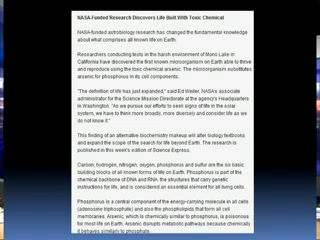 NASA-Funded Research Discovers Life Built With Toxic Chemical
NASA-funded astrobiology research has changed the fundamental knowledge
about what comprises all known life on Earth.
Researchers conducting tests in the harsh environment of Mono Lake in
California have discovered the first known microorganism on Earth able to thrive
and reproduce using the toxic chemical arsenic. The microorganism substitutes
arsenic for phosphorus in its cell components.
"The definition of life has just expanded," said Ed Weiler, NASA's associate
administrator for the Science Mission Directorate at the agency's Headquarters
in Washington. "As we pursue our efforts to seek signs of life in the solar
system, we have to think more broadly, more diversely and consider life as we
do not know it."
This finding of an alternative biochemistry makeup will alter biology textbooks
and expand the scope of the search for life beyond Earth. The research is
published in this week's edition of Science Express.
Carbon, hydrogen, nitrogen, oxygen, phosphorus and sulfur are the six basic
building blocks of all known forms of life on Earth. Phosphorus is part of the
chemical backbone of DNA and RNA, the structures that carry genetic
instructions for life, and is considered an essential element for all living cells.
Phosphorus is a central component of the energy-carrying molecule in all cells
(adenosine triphosphate) and also the phospholipids that form all cell
membranes. Arsenic, which is chemically similar to phosphorus, is poisonous
for most life on Earth. Arsenic disrupts metabolic pathways because chemically
it behaves similarly to phosphate.